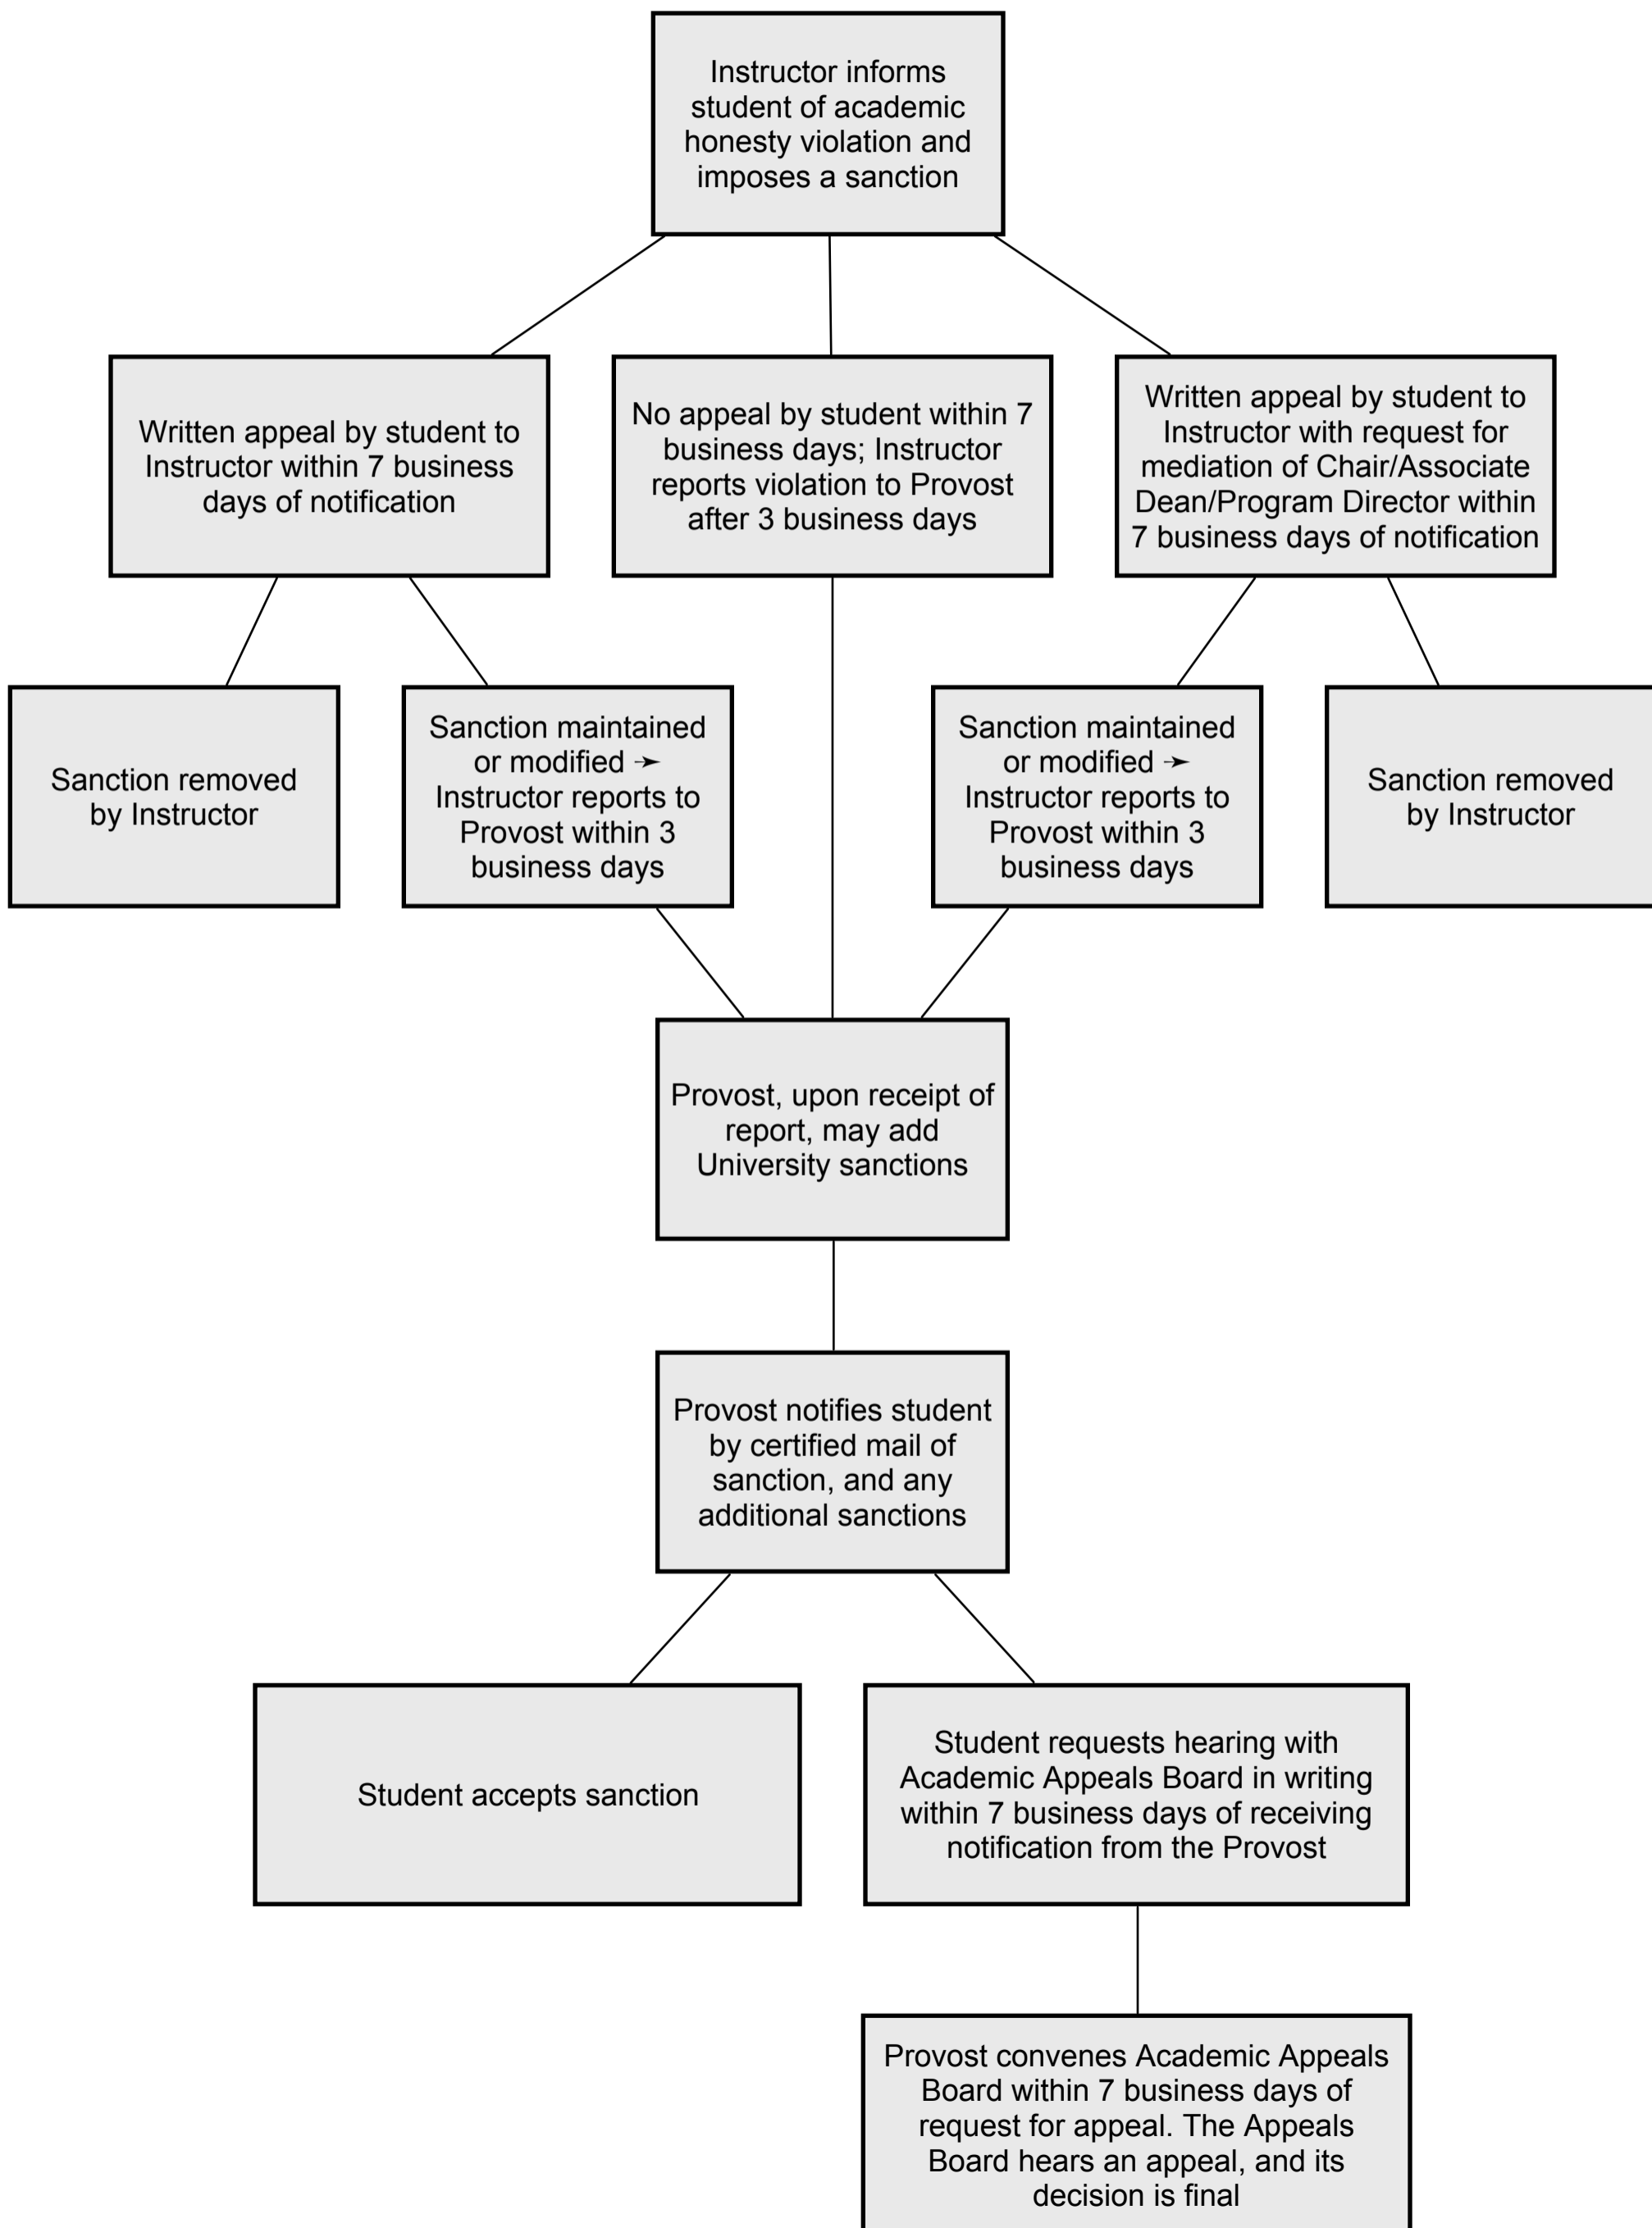 Instructor informs
student of academic
honesty violation and
imposes a sanction
Written appeal by student to
Instructor within 7 business
days of notification
No appeal by student within 7
business days; Instructor
reports violation to Provost
after 3 business days
Written appeal by student to
Instructor with request for
mediation of Chair/Associate
Dean/Program Director within
7 business days of notification
Sanction removed
by Instructor
Sanction maintained
or modified ➛
Instructor reports to
Provost within 3
business days
Sanction maintained
or modified ➛
Instructor reports to
Provost within 3
business days
Sanction removed
by Instructor
Provost, upon receipt of
report, may add
University sanctions
Provost notifies student
by certified mail of
sanction, and any
additional sanctions
Student accepts sanction
Student requests hearing with
Academic Appeals Board in writing
within 7 business days of receiving
notification from the Provost
Provost convenes Academic Appeals
Board within 7 business days of
request for appeal. The Appeals
Board hears an appeal, and its
decision is final